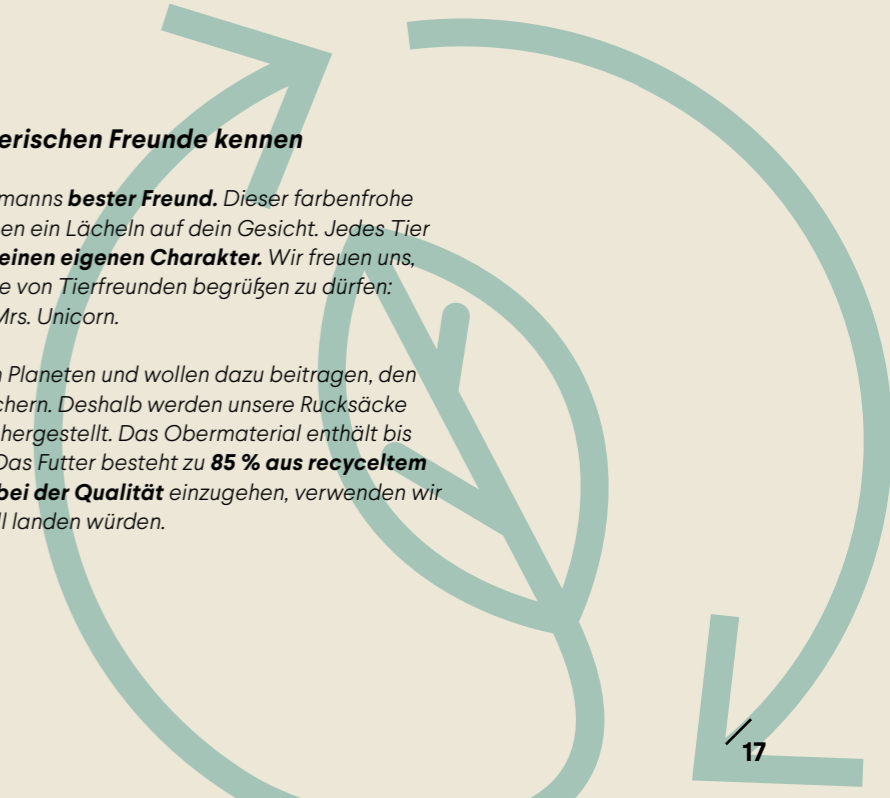 erischen Freunde kennen
manns bester Freund. Dieser farbenfrohe
en ein Lächeln auf dein Gesicht. Jedes Tier
einen eigenen Charakter. Wir freuen uns,
e von Tierfreunden begrüßen zu dürfen:
Mrs. Unicorn.
n Planeten und wollen dazu beitragen, den
chern. Deshalb werden unsere Rucksäcke
hergestellt. Das Obermaterial enthält bis
Das Futter besteht zu 85 % aus recyceltem
bei der Qualität einzugehen, verwenden wir
ll landen würden.
17